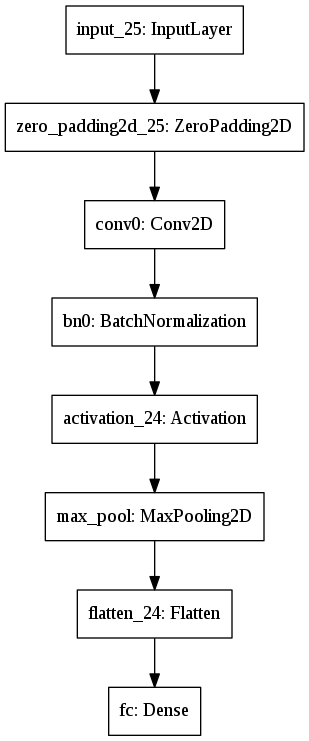 input_25: InputLayer
zero_padding2d_25: ZeroPadding2D
conv0: Conv2D
bn0: BatchNormalization
activation_24: Activation
max_pool: MaxPooling2D
flatten_24: Flatten
fc: Dense